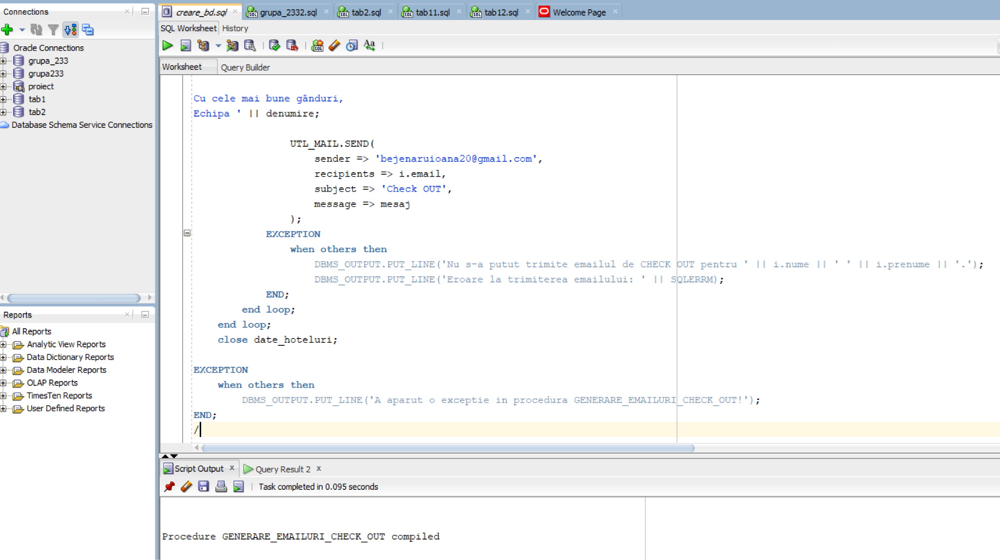 Connections
Oracle Connections
grupa_233
grupa233
proiect
tab1
tab2
Database Schema Service Connections
Reports
All Reports
Analytic View Reports
Data Dictionary Reports
Data Modeler Reports
OLAP Reports
TimesTen Reports
User Defined Reports
creare_bd.sql grupa_2332.sql tab2.sql tab11.sql tab12.sql Welcome Page
SQL Worksheet History
Worksheet Query Builder
Cu cele mai bune gânduri,
Echipa ' || denumire;
UTL_MAIL.SEND(
sender => 'bejenaruioana20@gmail.com',
recipients => i.email,
subject => 'Check OUT',
message => mesaj
);
EXCEPTION
when others then
DBMS_OUTPUT.PUT_LINE('Nu s-a putut trimite emailul de CHECK OUT pentru ' || i.nume || ' ' || i.prenume || '.');
DBMS_OUTPUT.PUT_LINE('Eroare la trimiterea emailului: ' || SQLERRM);
END;
end loop;
end loop;
close date_hoteluri;
EXCEPTION
when others then
DBMS_OUTPUT.PUT_LINE('A aparut o exceptie in procedura GENERARE_EMAILURI_CHECK_OUT!');
END;
/
Script Output Query Result 2
Task completed in 0.095 seconds
Procedure GENERARE_EMAILURI_CHECK_OUT compiled